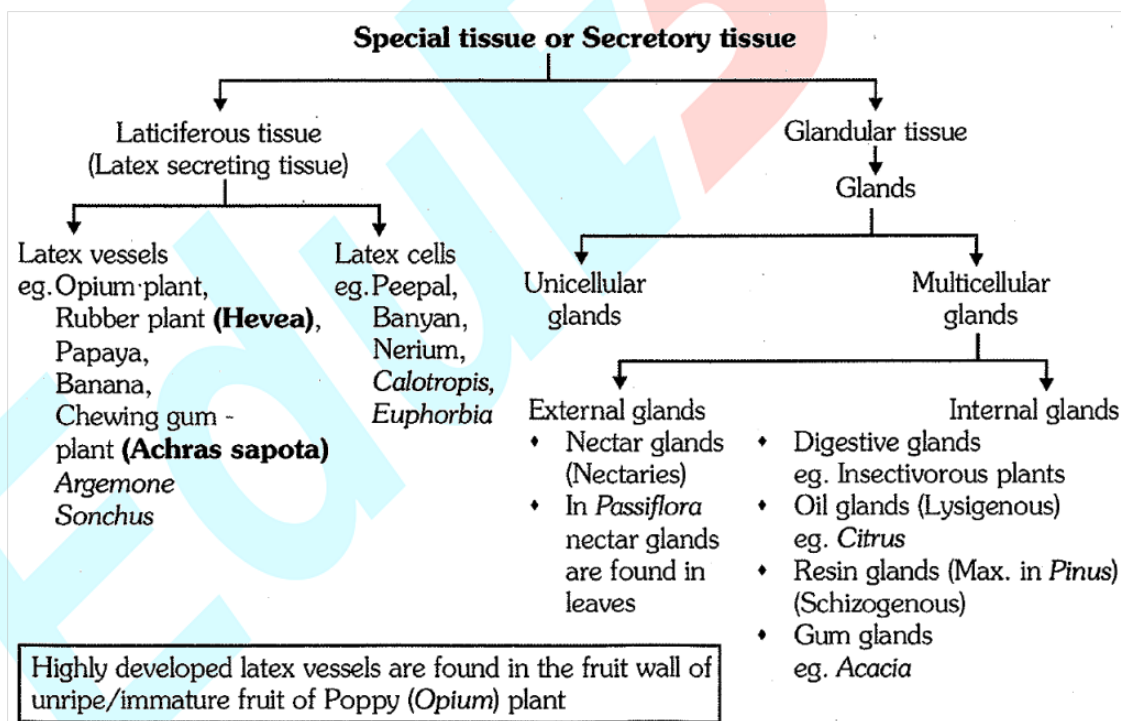 Special tissue or Secretory tissue
Laticiferous tissue
(Latex secreting tissue)
Glandular tissue
Glands
Latex vessels
eg. Opium plant,
Rubber plant (Hevea),
Papaya,
Banana,
Chewing gum -
plant (Achras sapota)
Argemone
Sonchus
Latex cells
eg. Peepal,
Banyan,
Nerium,
Calotropis,
Euphorbia
Unicellular
glands
Multicellular
glands
External glands
♦ Nectar glands
(Nectaries)
♦ In Passiflora
nectar glands
are found in
leaves
Internal glands
♦ Digestive glands
eg. Insectivorous plants
♦ Oil glands (Lysigenous)
eg. Citrus
♦ Resin glands (Max. in Pinus)
(Schizogenous)
♦ Gum glands
eg. Acacia
Highly developed latex vessels are found in the fruit wall of
unripe/immature fruit of Poppy (Opium) plant